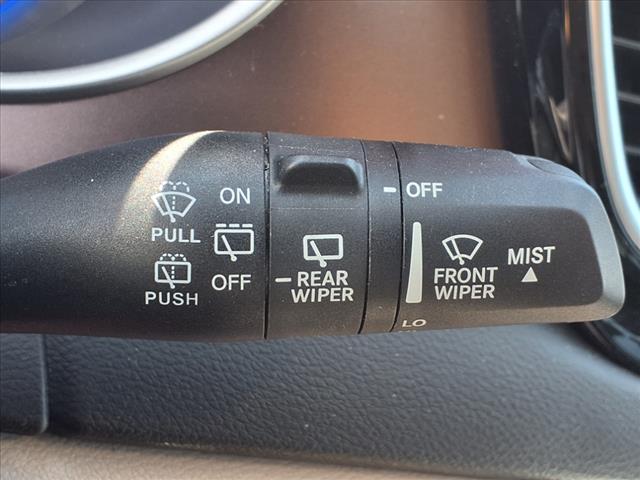 ON
PULL
OFF
PUSH
REAR
WIPER
OFF
FRONT
WIPER
MIST
LO